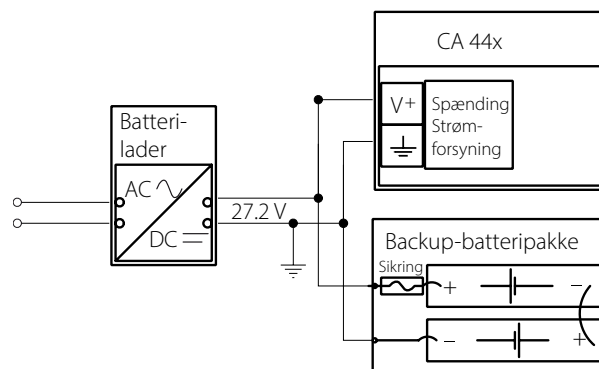 CA 44x
V+
Spænding
Strøm-
forsyning
Batteri-
lader
AC
DC
27.2 V
Backup-batteripakke
Sikring
+
−
−
+